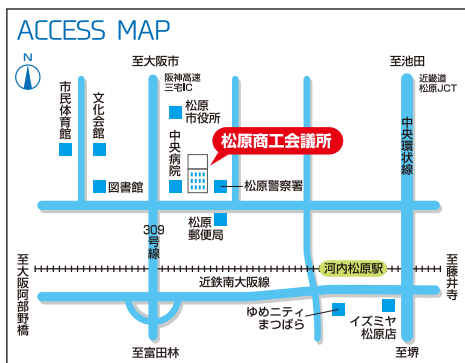 ACCESS MAP
N
至大阪市
阪神高速
三宅IC
至池田
近畿道
松原JCT
市民体育館
文化会館
松原
市役所
中央病院
松原商工会議所
中央環状線
図書館
松原警察署
309号線
松原
郵便局
至大阪阿部野橋
近鉄南大阪線
河内松原駅
至藤井寺
ゆめニティ
まつばら
イズミヤ
松原店
至富田林
至堺